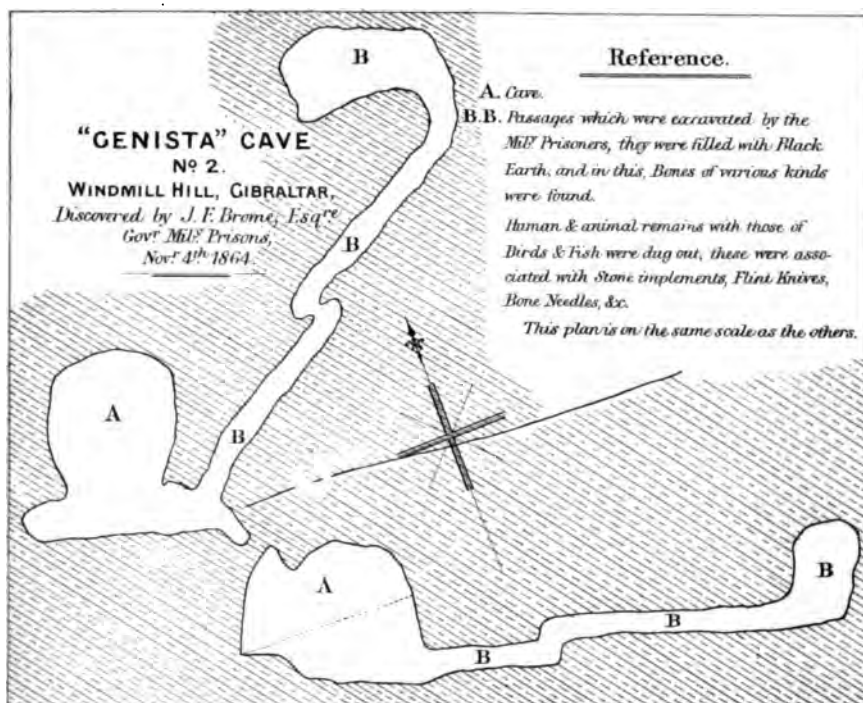 "GENISTA" CAVE
Nº 2.
WINDMILL HILL, GIBRALTAR,
Discovered by J. F. Brome, Esqre
Govr Mily Prisons,
Novr 4th 1864.
Reference.
A. Cave.
B.B. Passages which were excavated by the
Mily Prisoners, they were filled with Black
Earth, and in this, Bones of various kinds
were found.
Human & animal remains with those of
Birds & Fish were dug out, these were asso-
ciated with Stone implements, Flint Knives,
Bone Needles, &c.
This plan is on the same scale as the others.
B
B
A
B
A
B
B
B